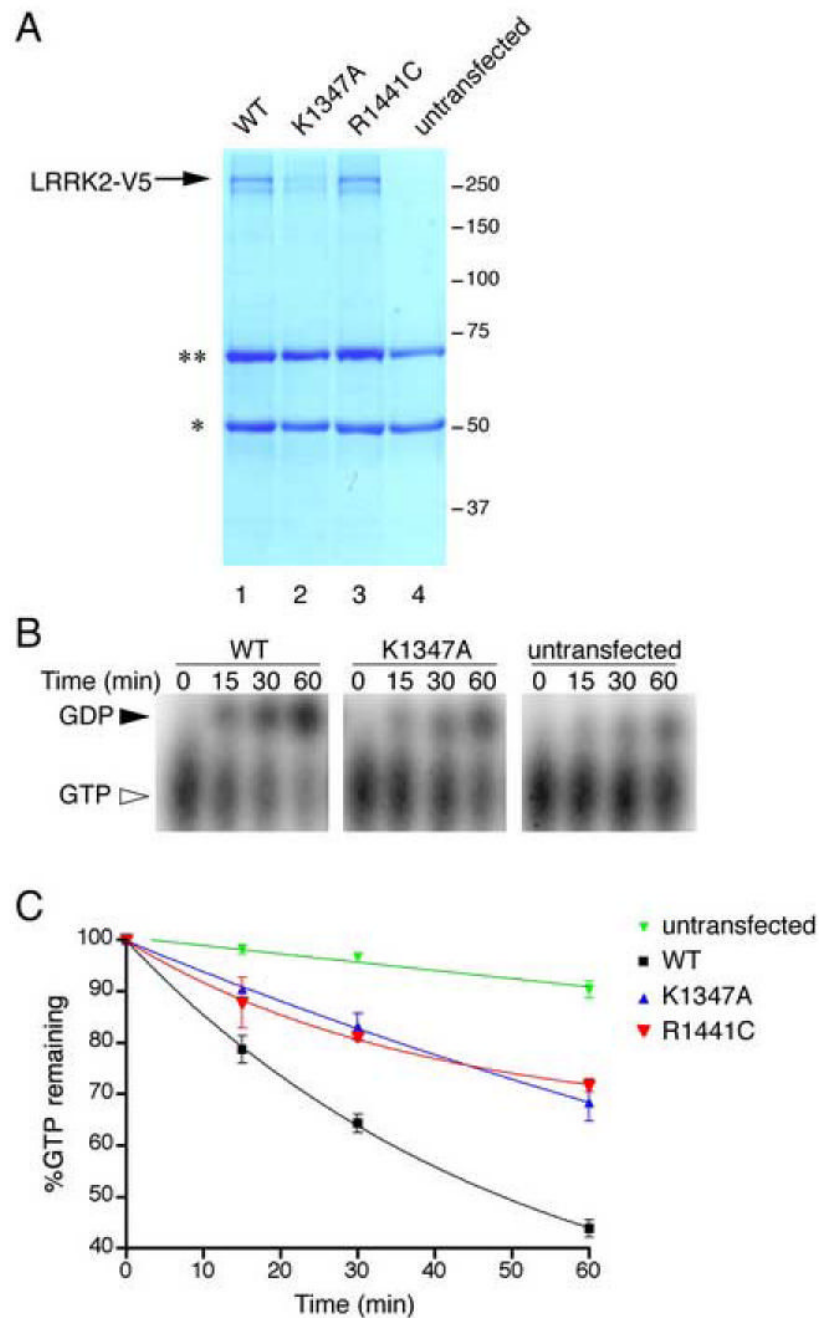 A
WT K1347A R1441C untransfected
LRRK2-V5
250
150
100
75
**
* 50
37
1 2 3 4
B
WT K1347A untransfected
Time (min) 0 15 30 60 0 15 30 60 0 15 30 60
GDP
GTP
C
100
90
80
70
60
50
40
%GTP remaining
0 10 20 30 40 50 60
Time (min)
untransfected
WT
K1347A
R1441C